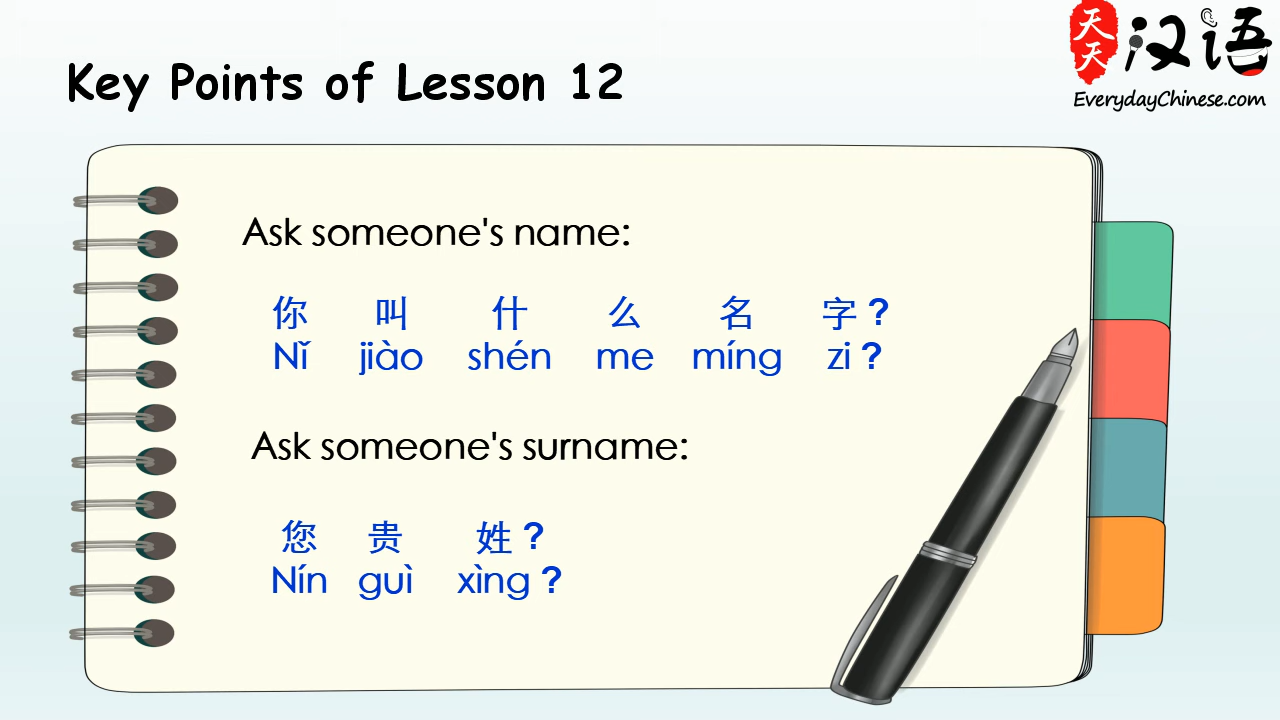 Key Points of Lesson 12
天天汉语
EverydayChinese.com
Ask someone's name:
你 叫 什 么 名 字 ?
Nǐ jiào shén me míng zi ?
Ask someone's surname:
您 贵 姓 ?
Nín guì xìng ?